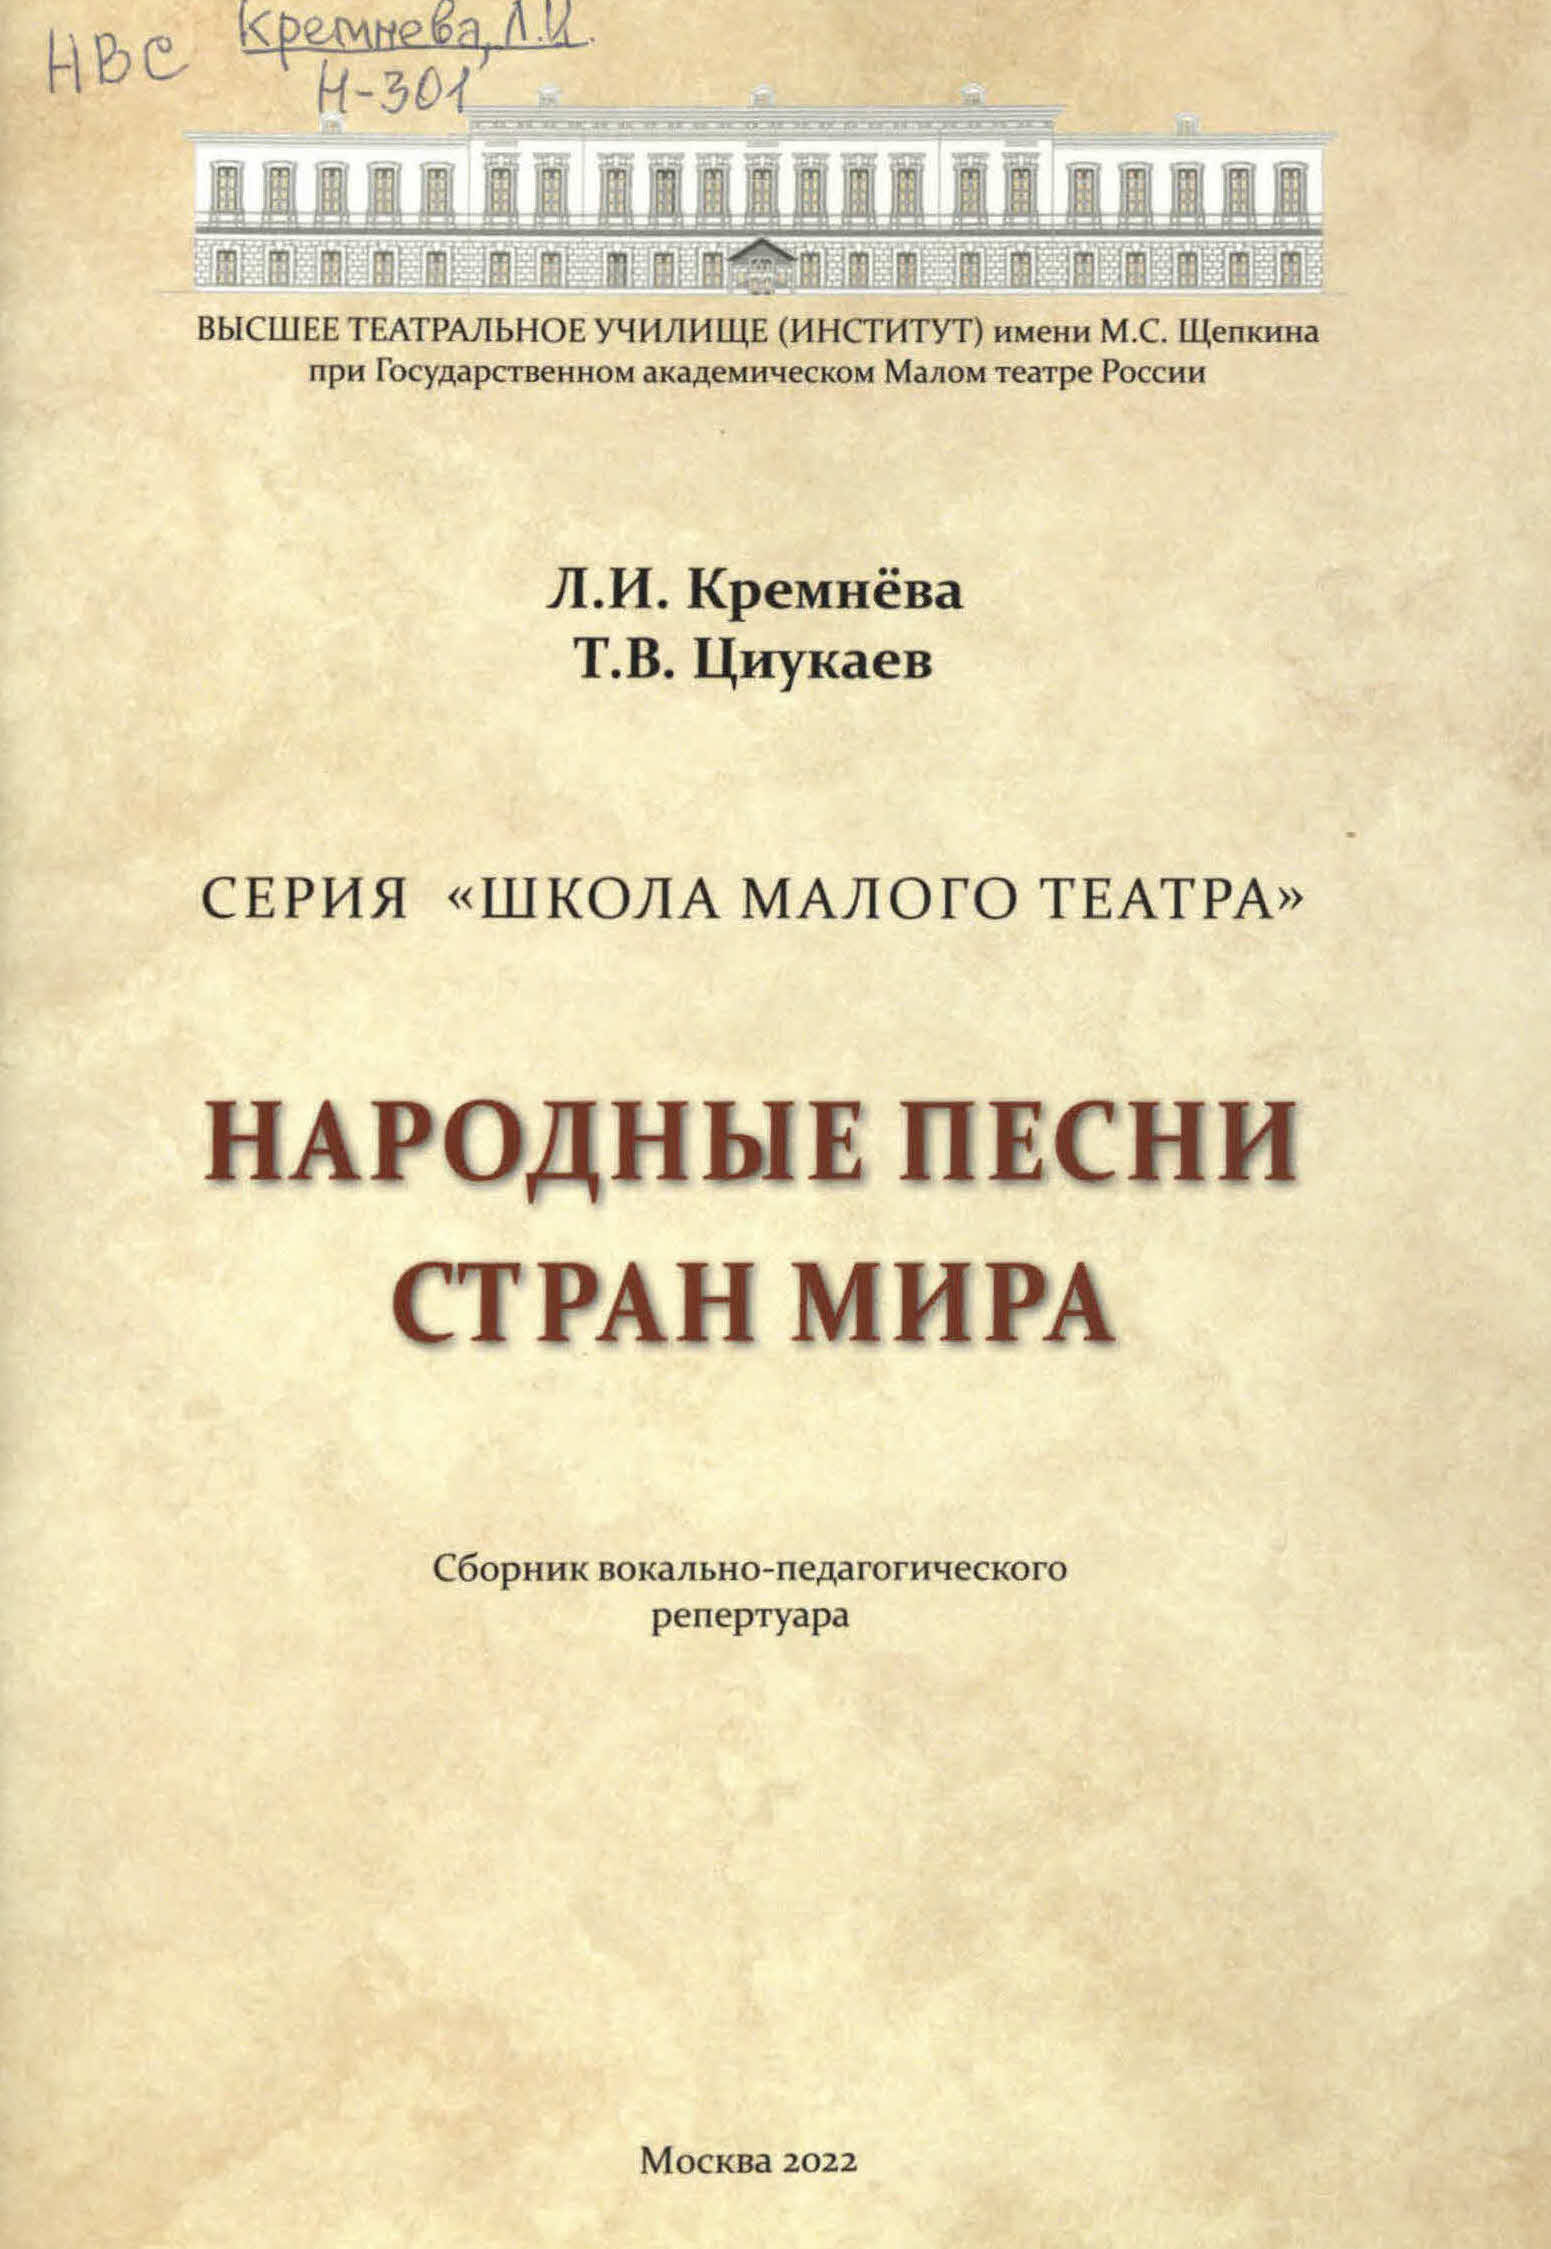 Кремнева, Л.И.
НВС
Н-301
ВЫСШЕЕ ТЕАТРАЛЬНОЕ УЧИЛИЩЕ (ИНСТИТУТ) имени М.С. Щепкина
при Государственном академическом Малом театре России
Л.И. Кремнёва
Т.В. Циукаев
СЕРИЯ «ШКОЛА МАЛОГО ТЕАТРА»
НАРОДНЫЕ ПЕСНИ
СТРАН МИРА
Сборник вокально-педагогического
репертуара
Москва 2022